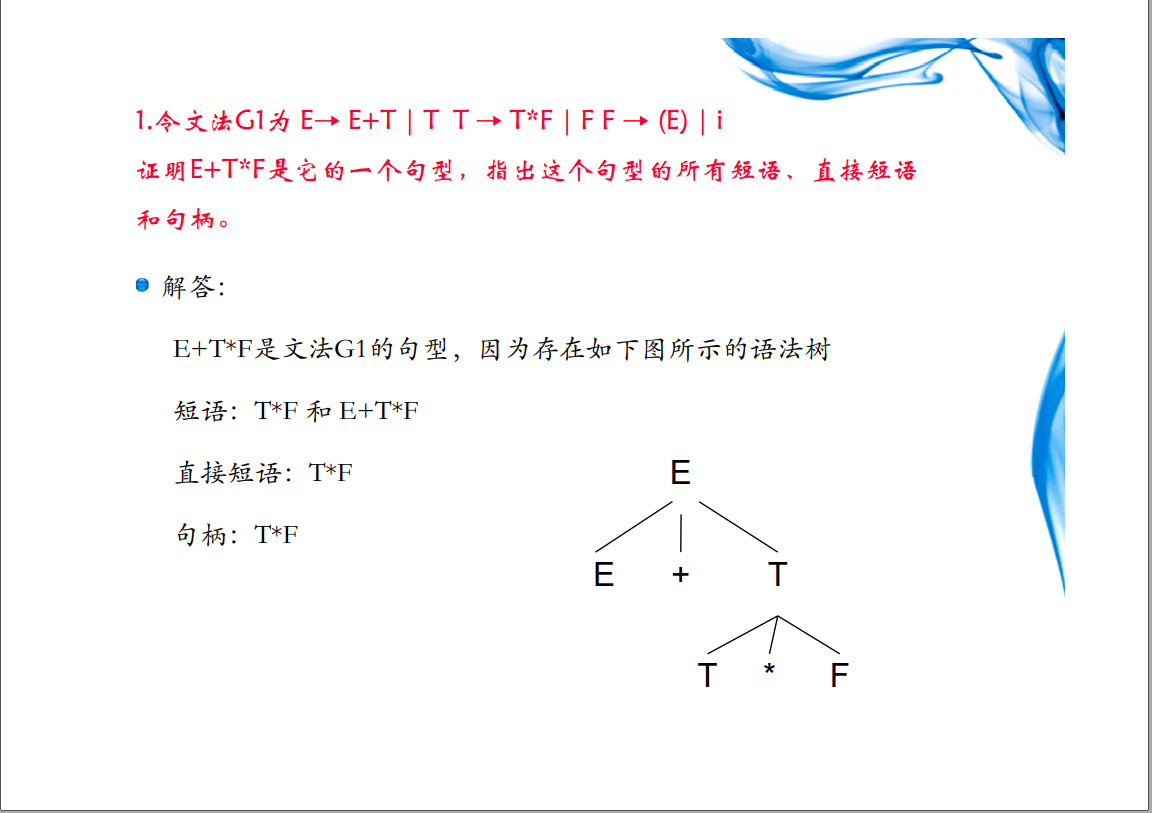 1.令文法G1为 E→ E+T | T T → T*F | F F → (E) | i
证明E+T*F是它的一个句型，指出这个句型的所有短语、直接短语
和句柄。
解答：
E+T*F是文法G1的句型，因为存在如下图所示的语法树
短语：T*F 和 E+T*F
直接短语：T*F
句柄：T*F
E
E + T
T * F